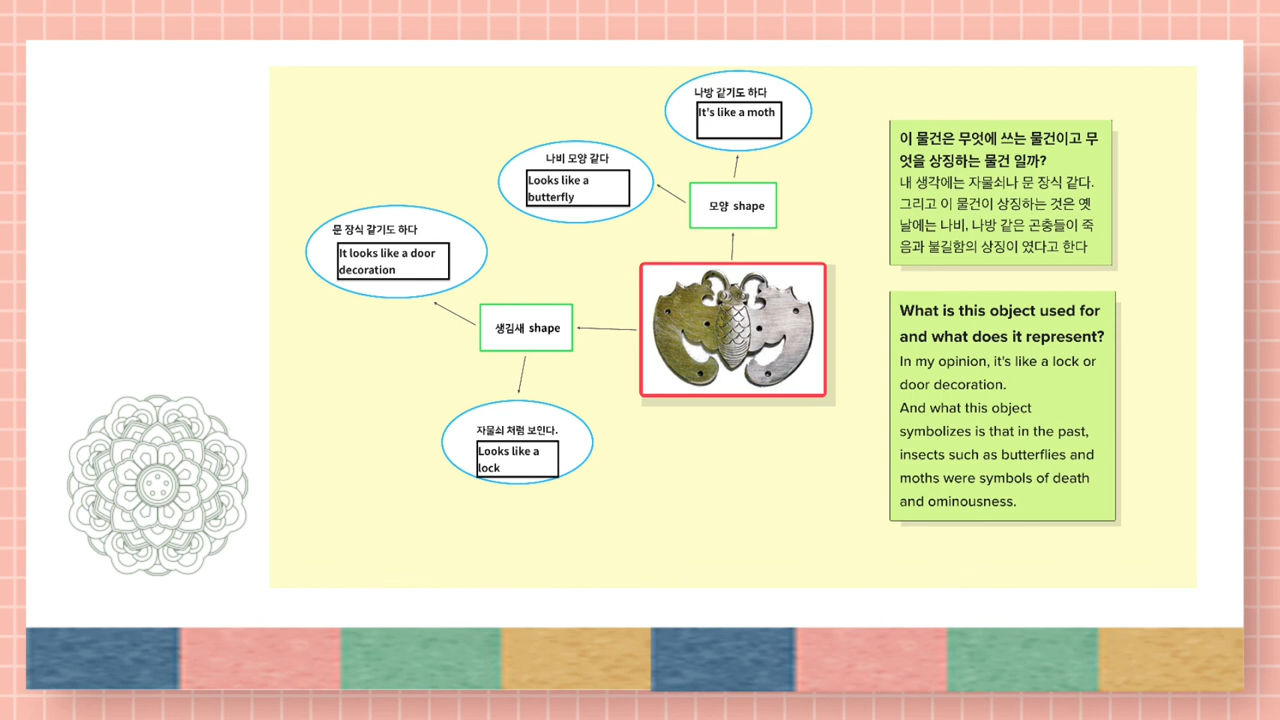 나방 같기도 하다
It's like a moth
나비 모양 같다
Looks like a
butterfly
모양 shape
문 장식 같기도 하다
It looks like a door
decoration
생김새 shape
자물쇠 처럼 보인다.
Looks like a
lock
이 물건은 무엇에 쓰는 물건이고 무
엇을 상징하는 물건 일까?
내 생각에는 자물쇠나 문 장식 같다.
그리고 이 물건이 상징하는 것은 옛
날에는 나비, 나방 같은 곤충들이 죽
음과 불길함의 상징이 였다고 한다
What is this object used for
and what does it represent?
In my opinion, it's like a lock or
door decoration.
And what this object
symbolizes is that in the past,
insects such as butterflies and
moths were symbols of death
and ominousness.